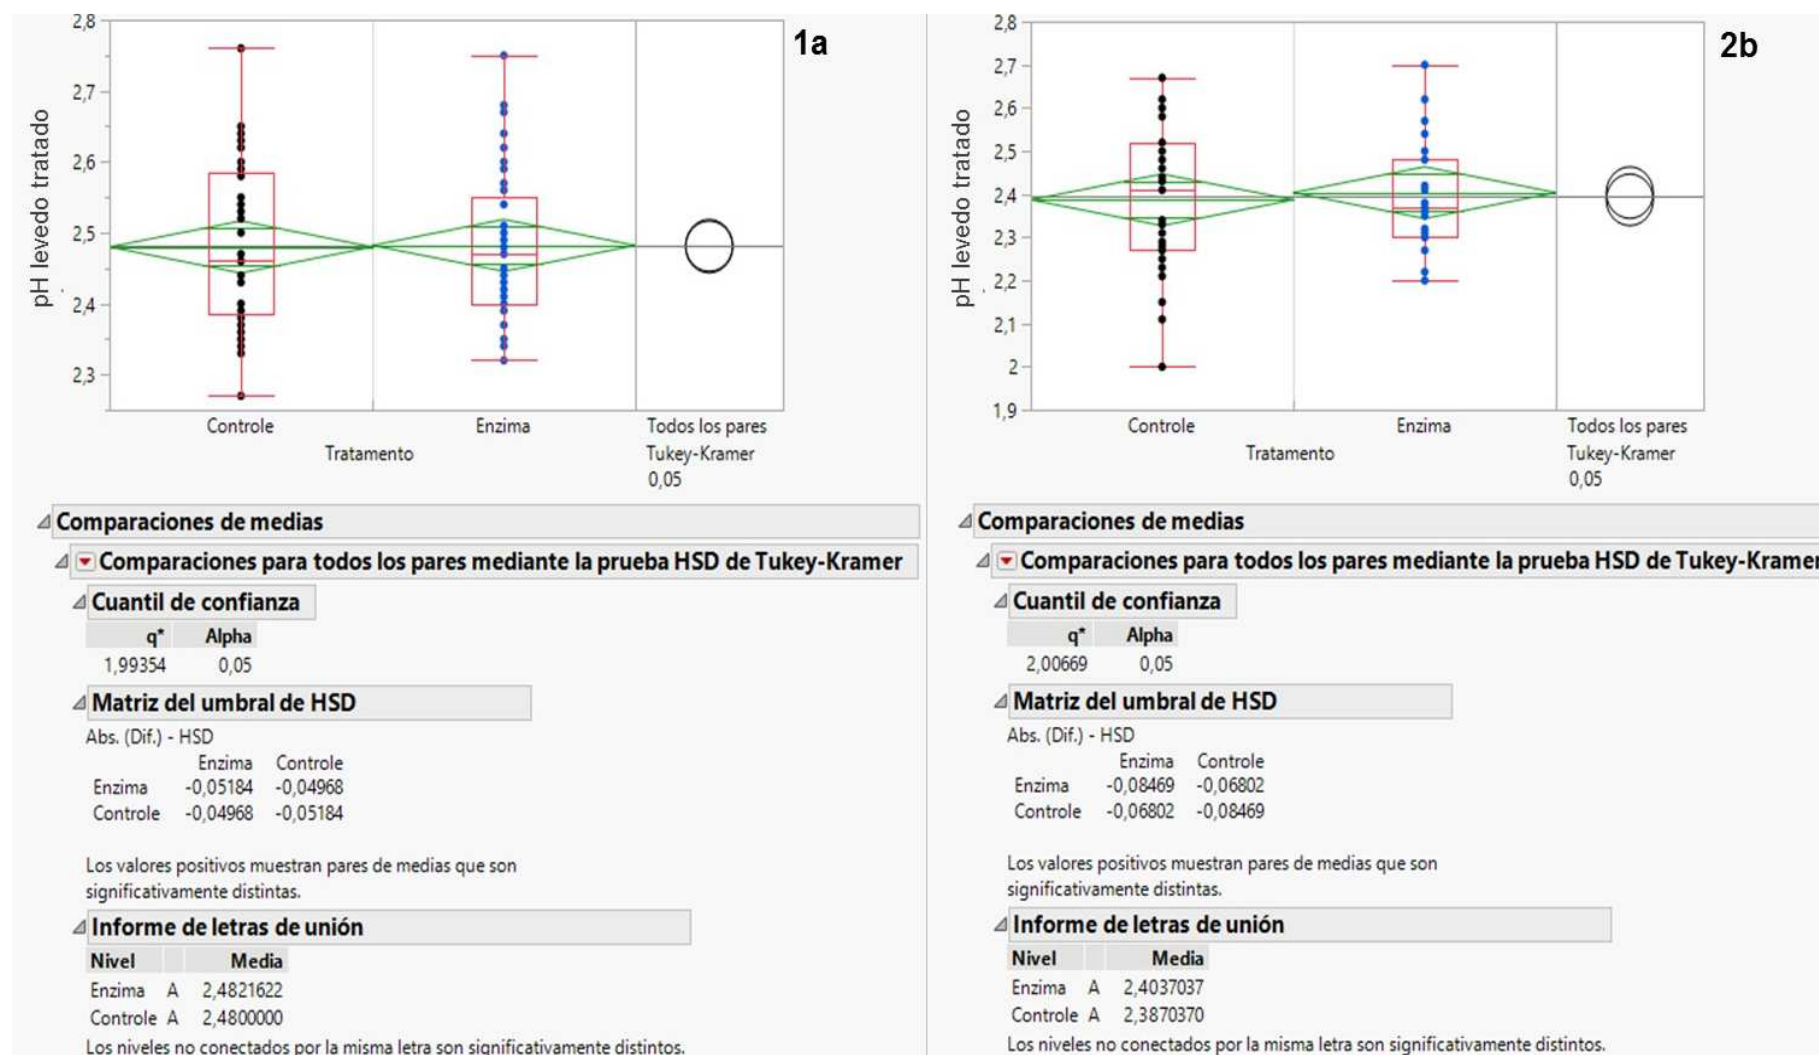 1a
pH levedo tratado
2,8
2,7
2,6
2,5
2,4
2,3
Controle
Enzima
Todos los pares
Tratamento
Tukey-Kramer
0,05
Comparaciones de medias
Comparaciones para todos los pares mediante la prueba HSD de Tukey-Kramer
Cuantil de confianza
q* Alpha
1,99354 0,05
Matriz del umbral de HSD
Abs. (Dif.) - HSD
Enzima Controle
Enzima -0,05184 -0,04968
Controle -0,04968 -0,05184
Los valores positivos muestran pares de medias que son
significativamente distintas.
Informe de letras de unión
Nivel Media
Enzima A 2,4821622
Controle A 2,4800000
Los niveles no conectados por la misma letra son significativamente distintos.
2b
pH levedo tratado
2,8
2,7
2,6
2,5
2,4
2,3
2,2
2,1
2
1,9
Controle
Enzima
Todos los pares
Tratamento
Tukey-Kramer
0,05
Comparaciones de medias
Comparaciones para todos los pares mediante la prueba HSD de Tukey-Kramer
Cuantil de confianza
q* Alpha
2,00669 0,05
Matriz del umbral de HSD
Abs. (Dif.) - HSD
Enzima Controle
Enzima -0,08469 -0,06802
Controle -0,06802 -0,08469
Los valores positivos muestran pares de medias que son
significativamente distintas.
Informe de letras de unión
Nivel Media
Enzima A 2,4037037
Controle A 2,3870370
Los niveles no conectados por la misma letra son significativamente distintos.